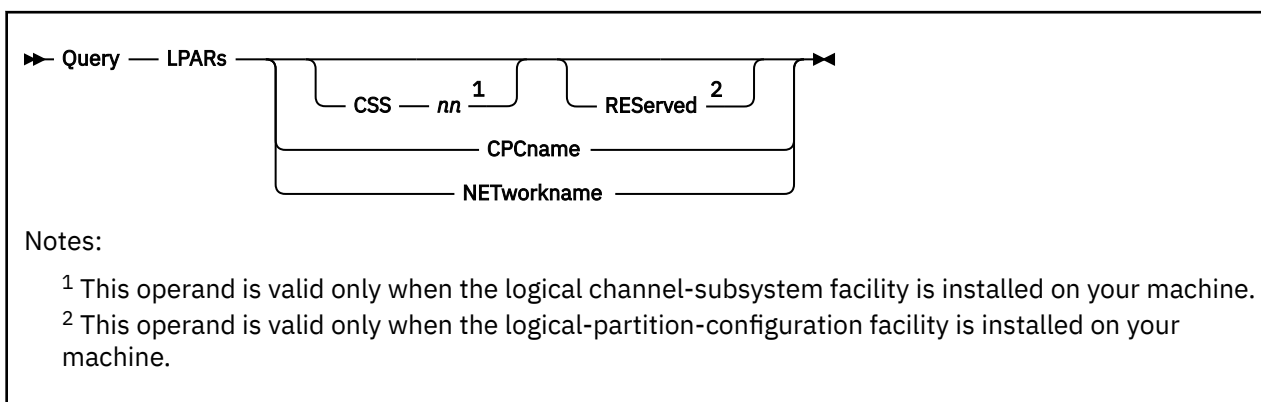 Query LPARs
CSS nn 1 REServed 2
CPCname
NETworkname
Notes:
1 This operand is valid only when the logical channel-subsystem facility is installed on your machine.
2 This operand is valid only when the logical-partition-configuration facility is installed on your
machine.